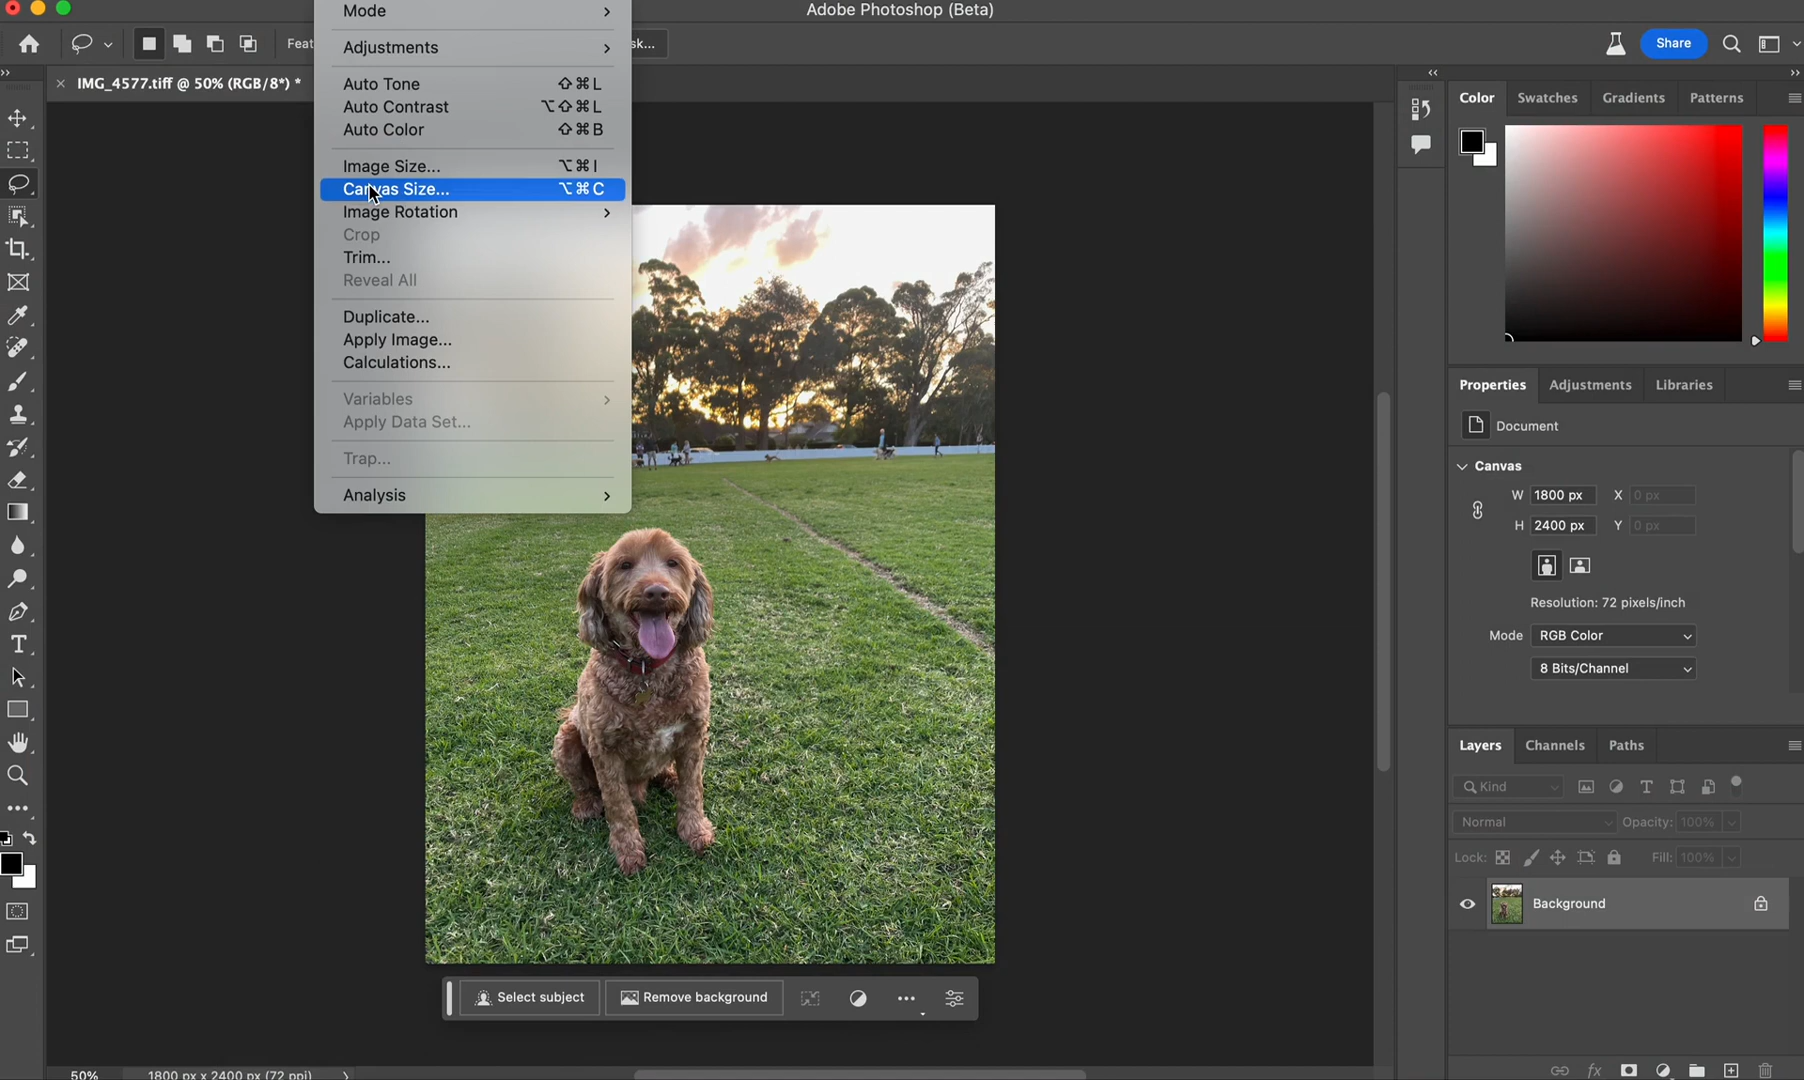 Adobe Photoshop (Beta)
Mode
Feat
Adjustments
sk...
Share
IMG_4577.tiff @ 50% (RGB/8*) *
Auto Tone ⇧⌘L
Auto Contrast ⌥⇧⌘L
Auto Color ⇧⌘B
Image Size... ⌥⌘I
Canvas Size... ⌥⌘C
Image Rotation
Crop
Trim...
Reveal All
Duplicate...
Apply Image...
Calculations...
Variables
Apply Data Set...
Trap...
Analysis
Color Swatches Gradients Patterns
Properties Adjustments Libraries
Document
Canvas
W 1800 px X 0 px
H 2400 px Y 0 px
Resolution: 72 pixels/inch
Mode RGB Color
8 Bits/Channel
Layers Channels Paths
Kind
Normal Opacity: 100%
Lock: Fill: 100%
Background
Select subject Remove background
50% 1800 px x 2400 px (72 ppi)